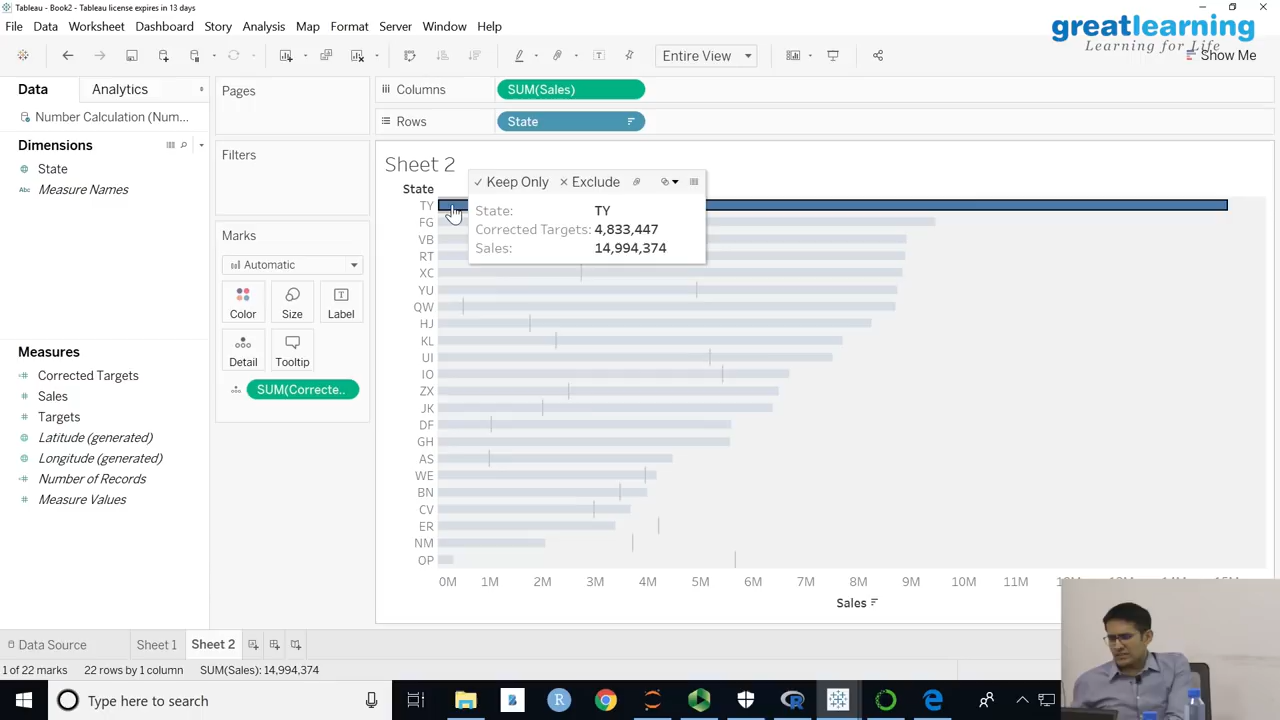 Tableau - Book2 - Tableau license expires in 13 days
File Data Worksheet Dashboard Story Analysis Map Format Server Window Help
greatlearning
Learning for Life
Entire View
Show Me
Data Analytics
Number Calculation (Num...
Dimensions
State
Abc Measure Names
Measures
Corrected Targets
Sales
Targets
Latitude (generated)
Longitude (generated)
Number of Records
Measure Values
Pages
Filters
Marks
Automatic
Color Size Label
Detail Tooltip
SUM(Correcte..
Columns SUM(Sales)
Rows State
Sheet 2
State
Keep Only Exclude
State: TY
Corrected Targets: 4,833,447
Sales: 14,994,374
TY
FG
VB
RT
XC
YU
QW
HJ
KL
UI
IO
ZX
JK
DF
GH
AS
WE
BN
CV
ER
NM
OP
0M 1M 2M 3M 4M 5M 6M 7M 8M 9M 10M 11M
Sales
Data Source Sheet 1 Sheet 2
1 of 22 marks 22 rows by 1 column SUM(Sales): 14,994,374
Type here to search